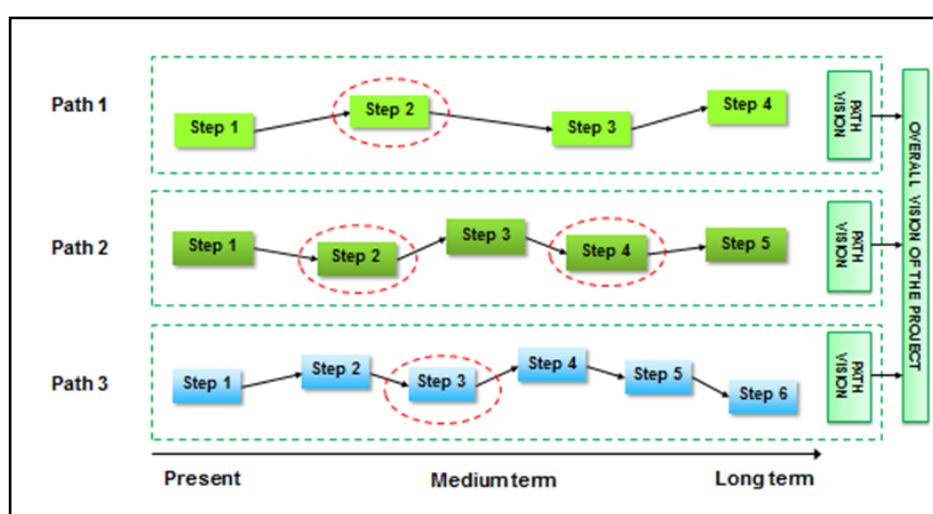 Path 1
Step 1
Step 2
Step 3
Step 4
PATH
VISION
Path 2
Step 1
Step 2
Step 3
Step 4
Step 5
PATH
VISION
Path 3
Step 1
Step 2
Step 3
Step 4
Step 5
Step 6
PATH
VISION
OVERALL VISION OF THE PROJECT
Present
Medium term
Long term